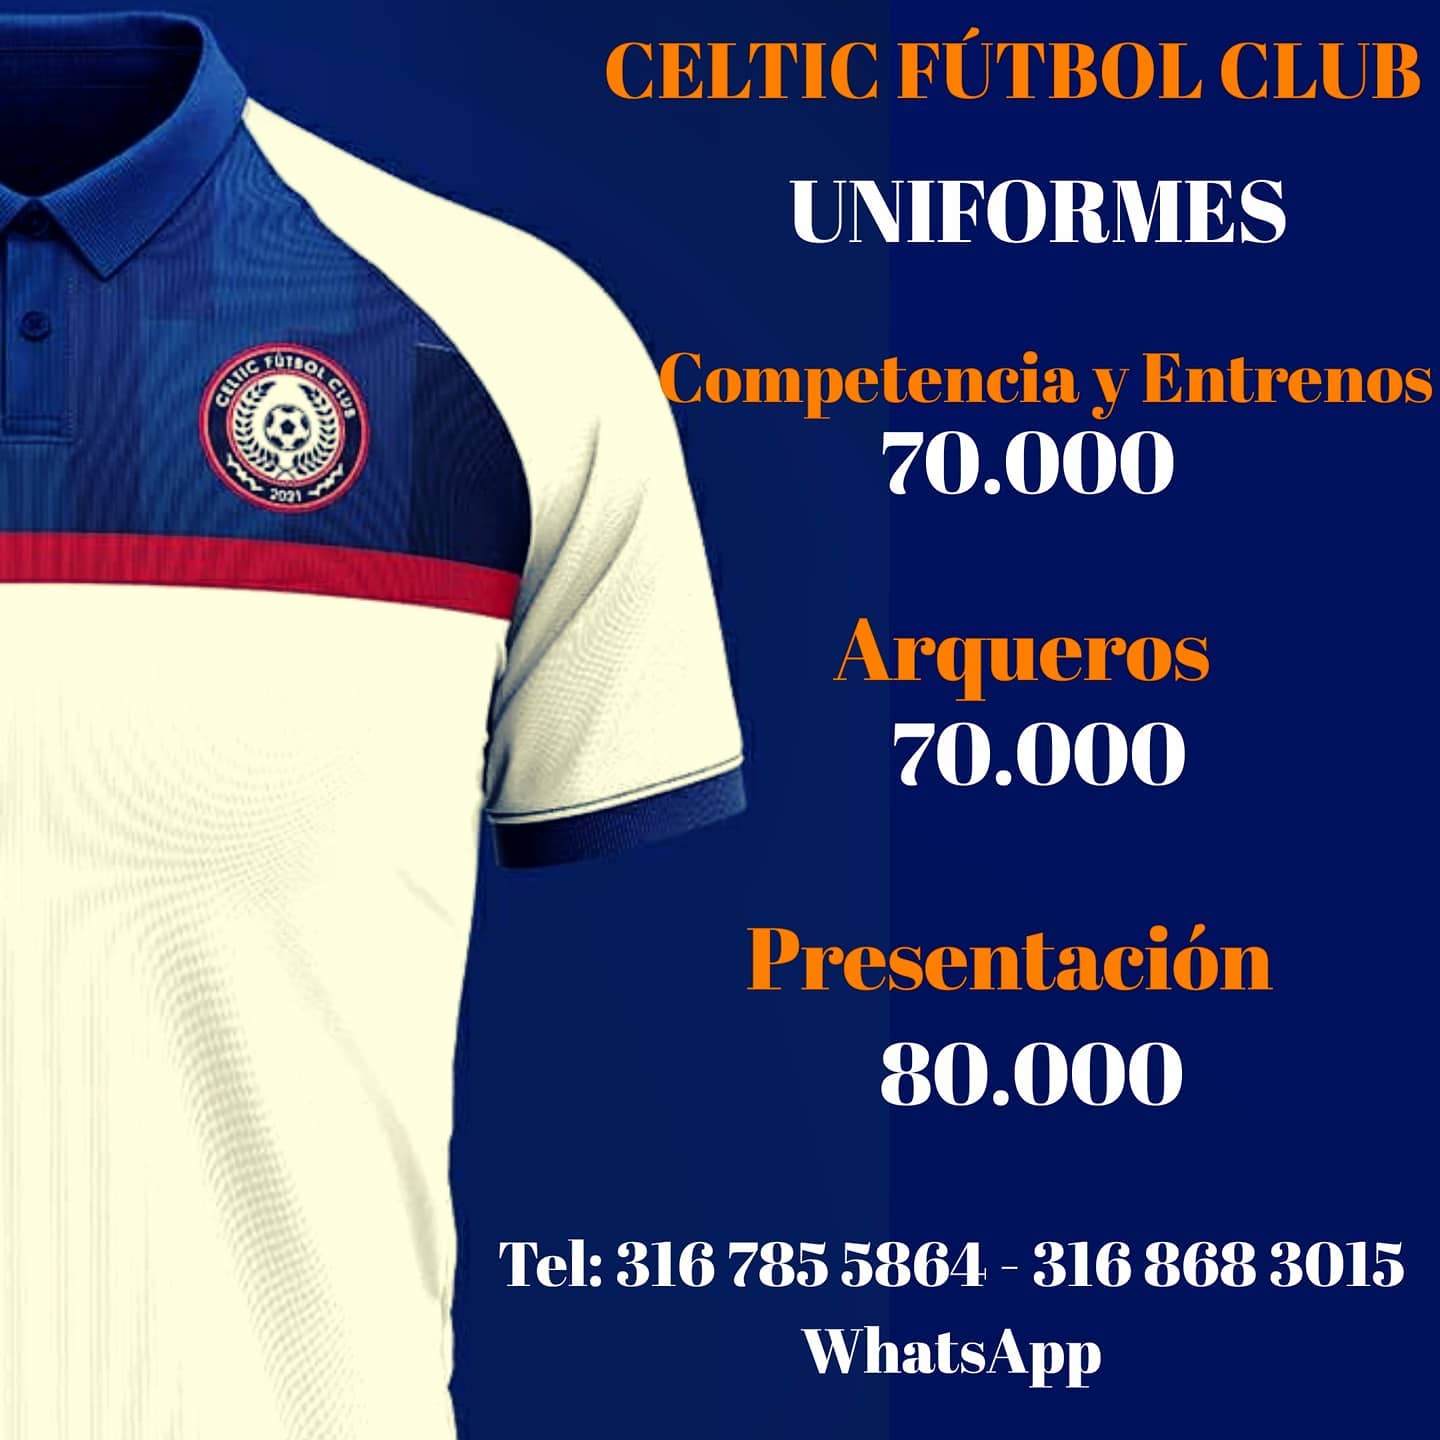 CELTIC FÚTBOL CLUB
UNIFORMES
Competencia y Entrenos
70.000
Arqueros
70.000
Presentación
80.000
Tel: 316 785 5864 - 316 868 3015
WhatsApp
CELTIC FÚTBOL CLUB
2021